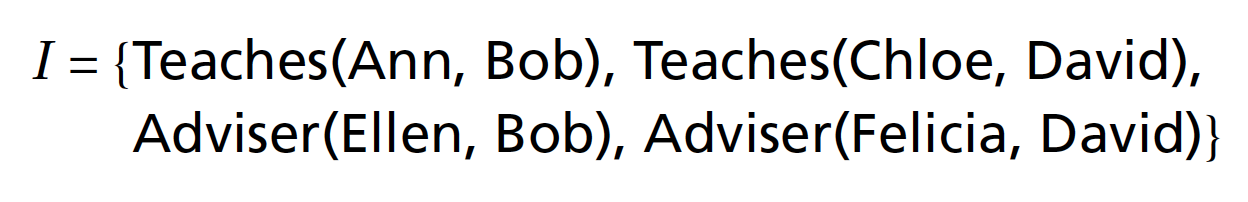 I = {Teaches(Ann, Bob), Teaches(Chloe, David),
Adviser(Ellen, Bob), Adviser(Felicia, David)}